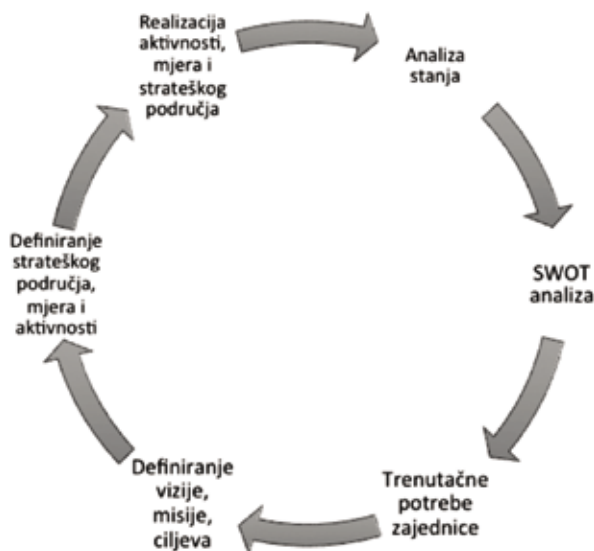 Realizacija
aktivnosti,
mjera i
strateškog
područja
Analiza
stanja
SWOT
analiza
Trenutačne
potrebe
zajednice
Definiranje
vizije,
misije,
ciljeva
Definiranje
strateškog
područja,
mjera i
aktivnosti